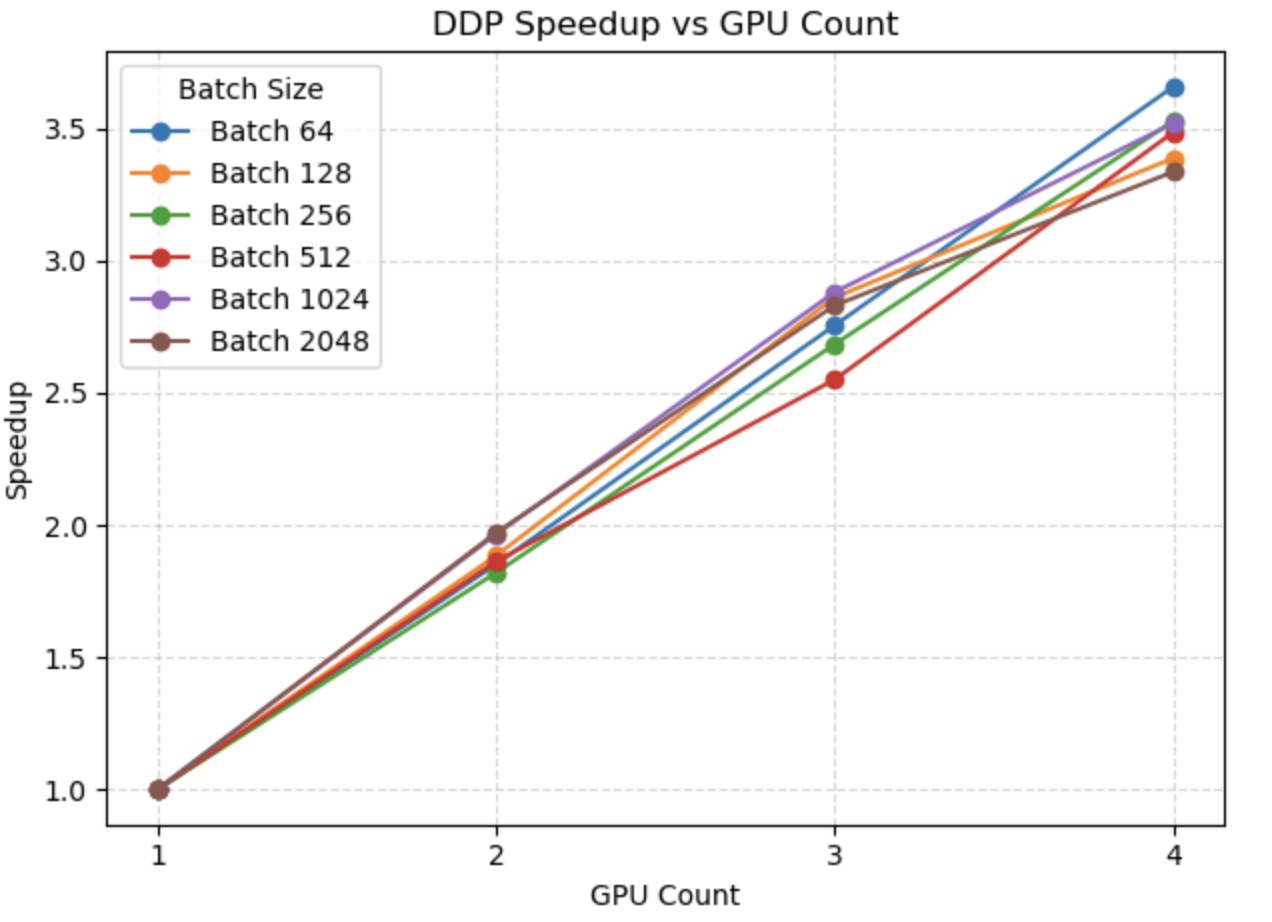 DDP Speedup vs GPU Count
Batch Size
Batch 64
Batch 128
Batch 256
Batch 512
Batch 1024
Batch 2048
3.5
3.0
2.5
2.0
1.5
1.0
Speedup
1 2 3 4
GPU Count